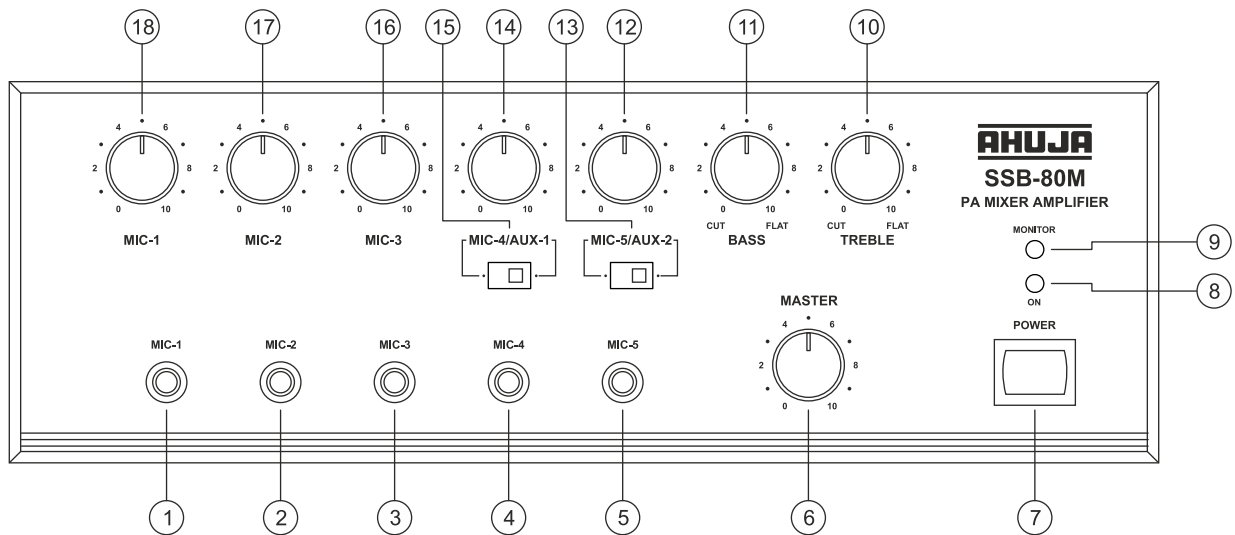 18 17 16 15 14 13 12 11 10
4 6 4 6 4 6 4 6 4 6 4 6 4 6
2 8 2 8 2 8 2 8 2 8 2 8 2 8
0 10 0 10 0 10 0 10 0 10 0 10 0 10
CUT FLAT CUT FLAT
MIC-1 MIC-2 MIC-3 MIC-4/AUX-1 MIC-5/AUX-2 BASS TREBLE
AHUJA
SSB-80M
PA MIXER AMPLIFIER
MONITOR
9
8
ON
MASTER
POWER
4 6
2 8
0 10
MIC-1 MIC-2 MIC-3 MIC-4 MIC-5
1 2 3 4 5 6 7